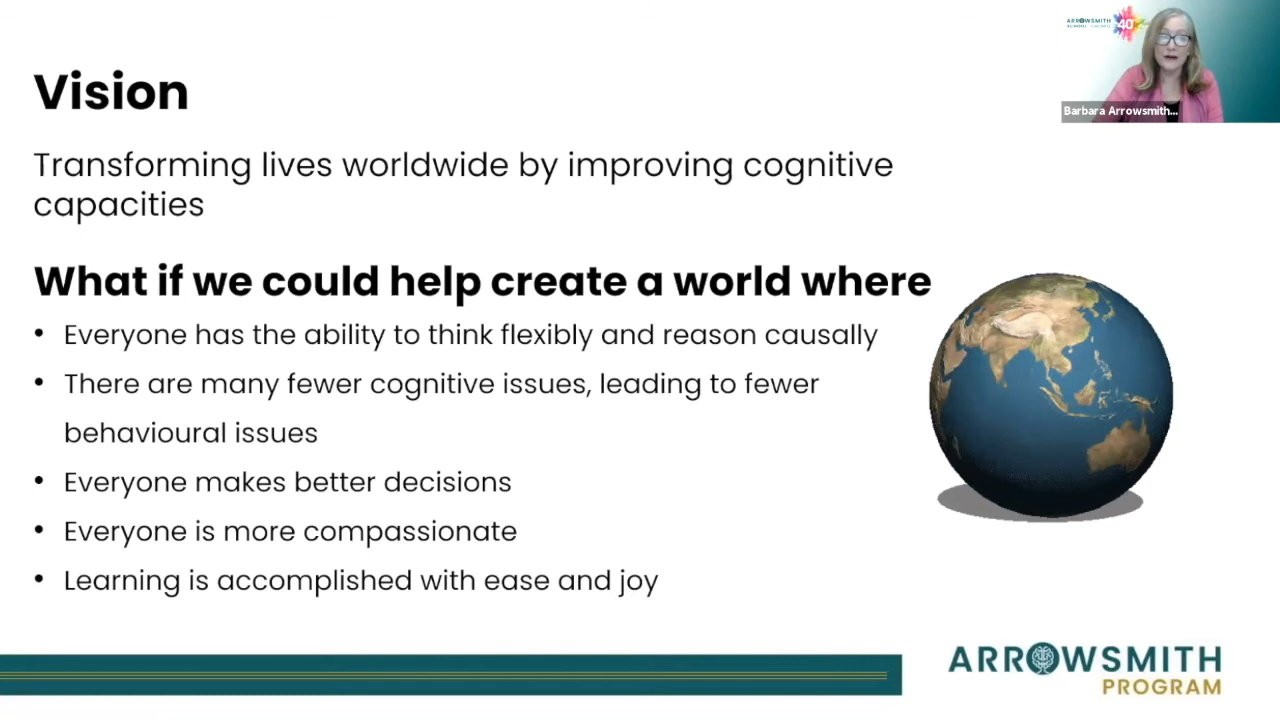 Vision
Transforming lives worldwide by improving cognitive
capacities
What if we could help create a world where
• Everyone has the ability to think flexibly and reason causally
• There are many fewer cognitive issues, leading to fewer
behavioural issues
• Everyone makes better decisions
• Everyone is more compassionate
• Learning is accomplished with ease and joy
ARROWSMITH
40
Barbara Arrowsmith...
ARROWSMITH
PROGRAM